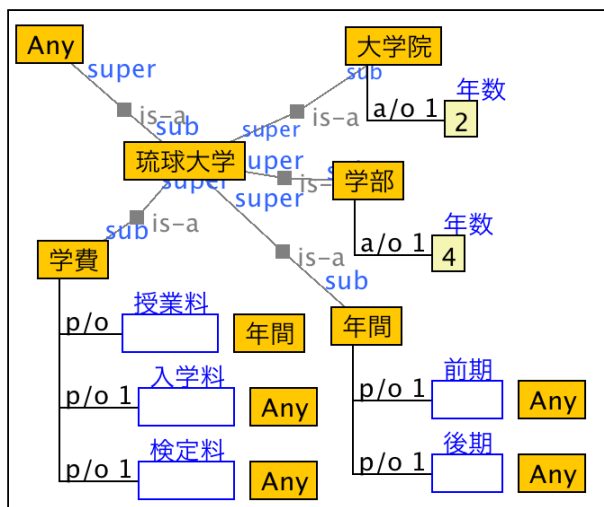 Any
大学院
super
sub
年数
is-a
is-a
a/o 1
2
sub
super
琉球大学
super
学部
super
super
is-a
年数
sub
is-a
is-a
a/o 1
4
学費
sub
授業料
p/o
年間
年間
入学料
前期
p/o 1
Any
p/o 1
Any
検定料
後期
p/o 1
Any
p/o 1
Any